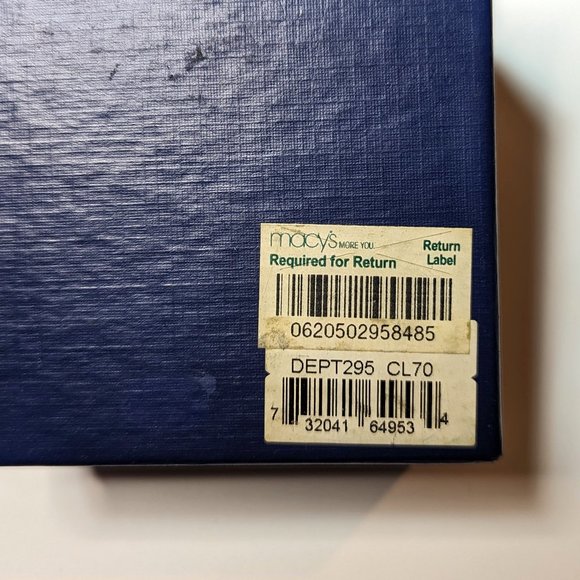 macy's MORE YOU. Return
Required for Return Label
0620502958485
DEPT295 CL70
7 32041 64953 4